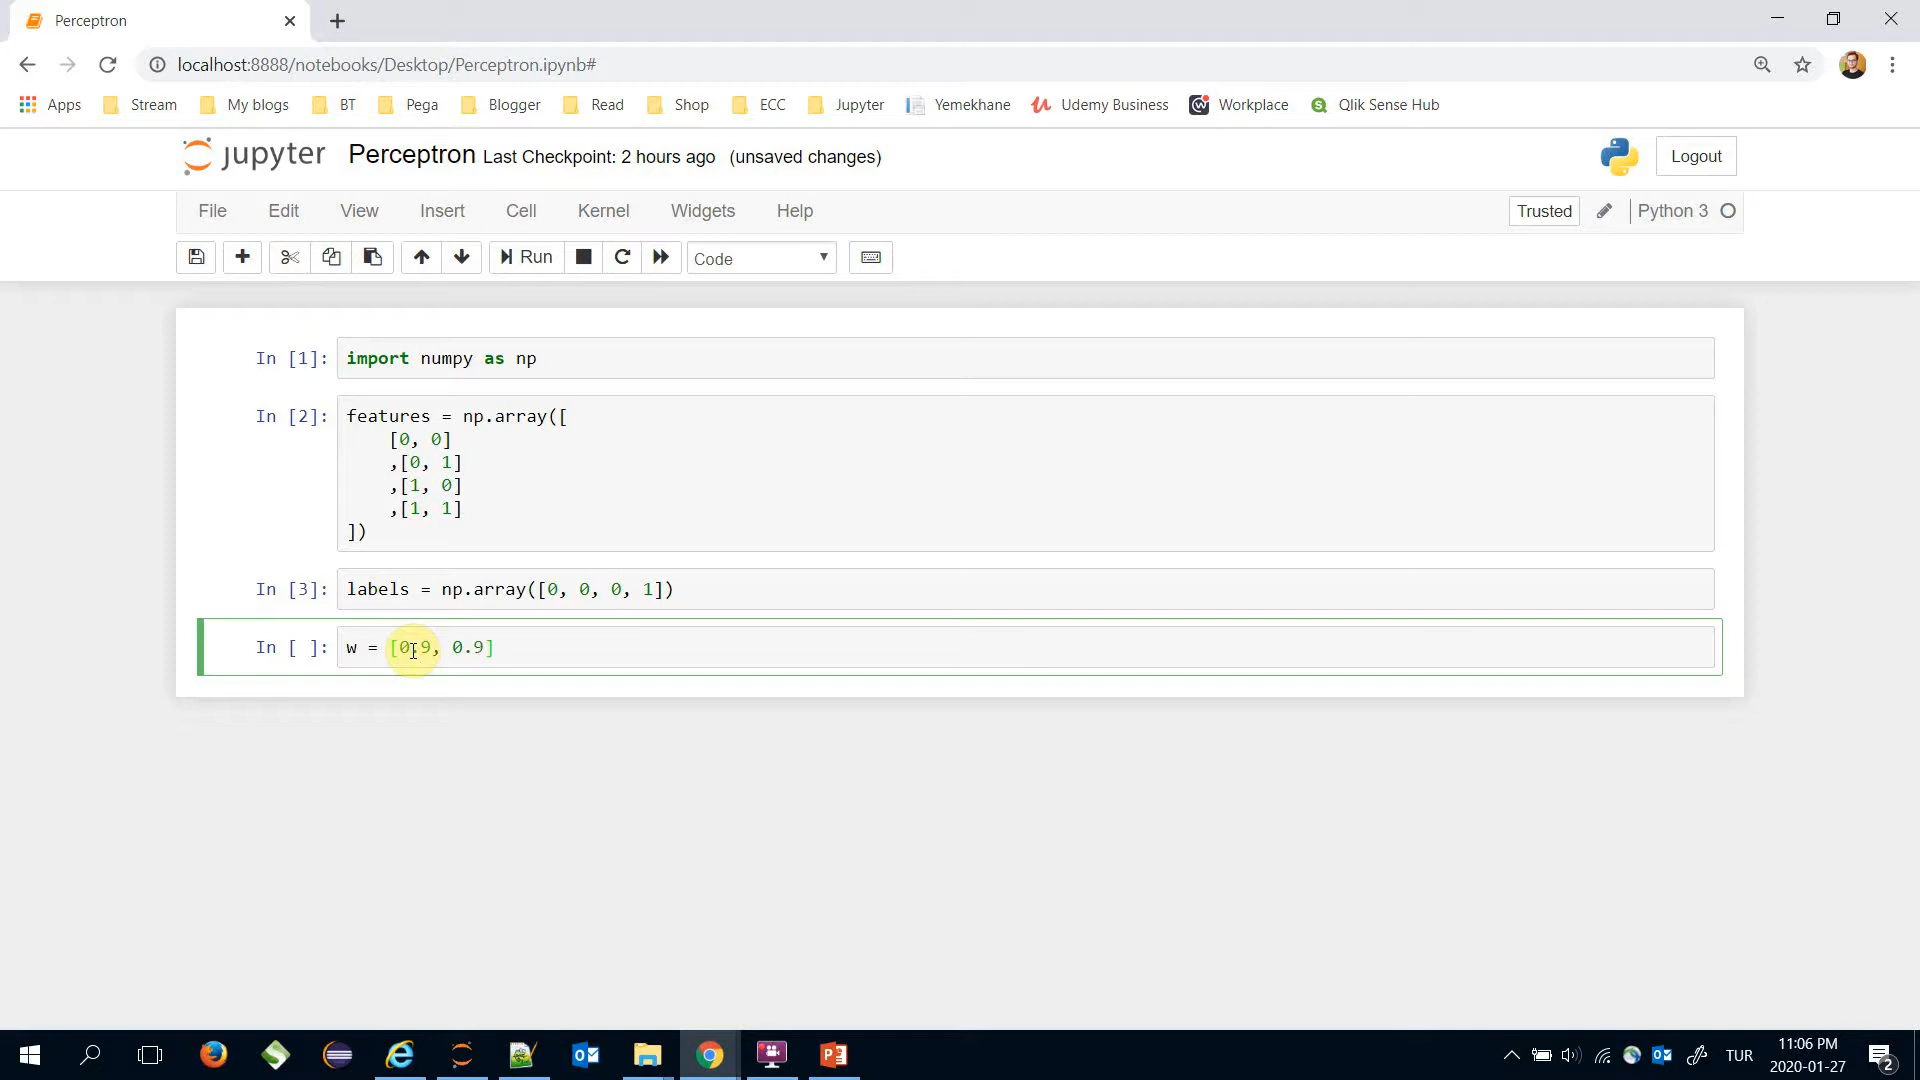 Perceptron
localhost:8888/notebooks/Desktop/Perceptron.ipynb#
Apps Stream My blogs BT Pega Blogger Read Shop ECC Jupyter Yemekhane Udemy Business Workplace Qlik Sense Hub
jupyter Perceptron Last Checkpoint: 2 hours ago (unsaved changes) Logout
File Edit View Insert Cell Kernel Widgets Help Trusted Python 3
Run Code
In [1]: import numpy as np
In [2]: features = np.array([
[0, 0]
,[0, 1]
,[1, 0]
,[1, 1]
])
In [3]: labels = np.array([0, 0, 0, 1])
In [ ]: w = [0.9, 0.9]
TUR 11:06 PM
2020-01-27
2